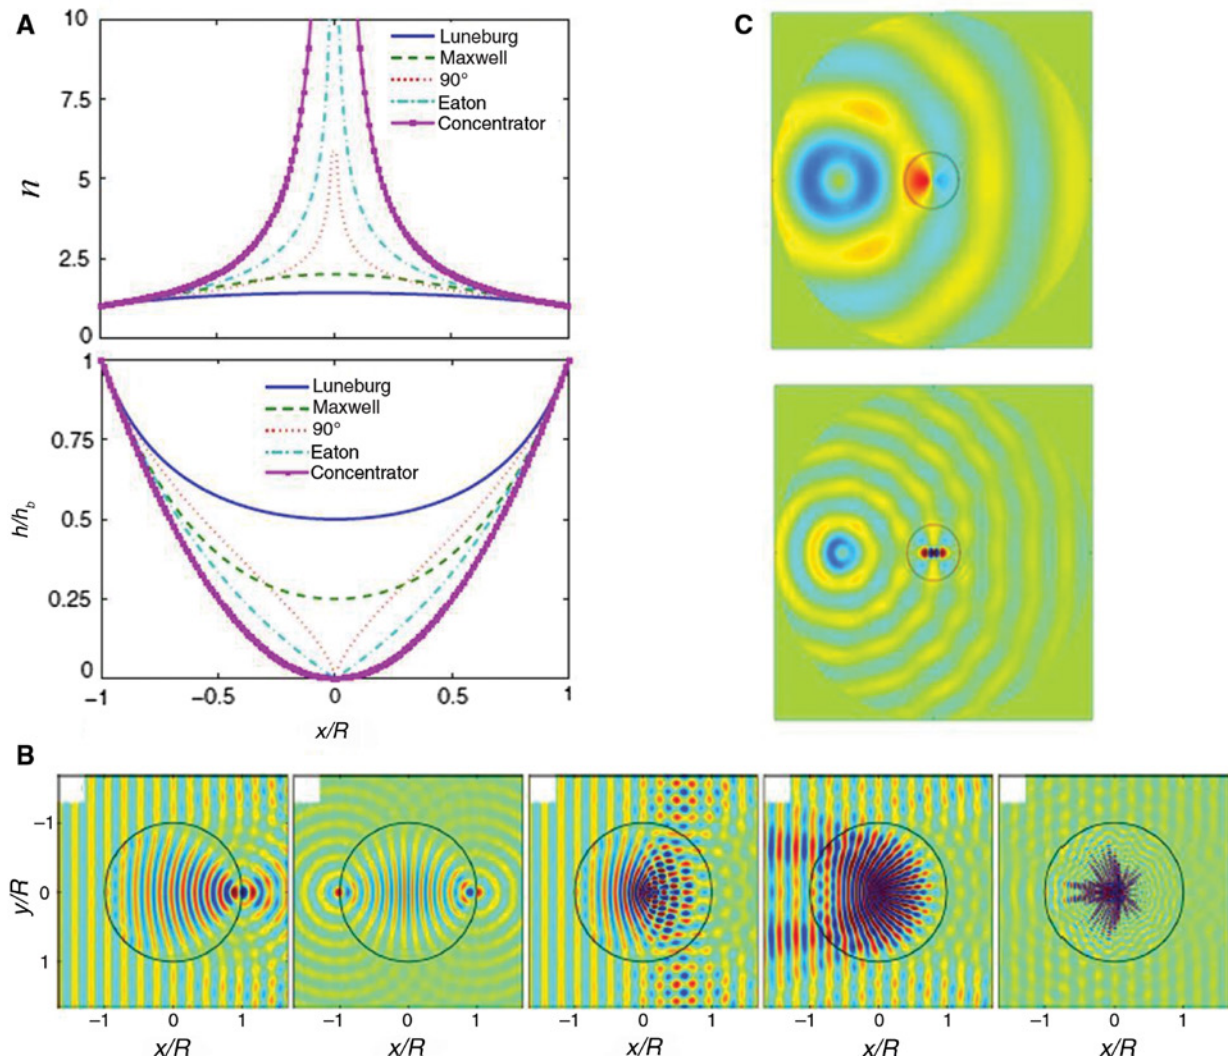 A
10
7.5
5
2.5
0
n
Luneburg
Maxwell
90°
Eaton
Concentrator
1
0.75
0.5
0.25
0
h/h_b
Luneburg
Maxwell
90°
Eaton
Concentrator
−1 −0.5 0 0.5 1
x/R
C
B
−1
0
1
y/R
−1 0 1
x/R
−1 0 1
x/R
−1 0 1
x/R
−1 0 1
x/R
−1 0 1
x/R